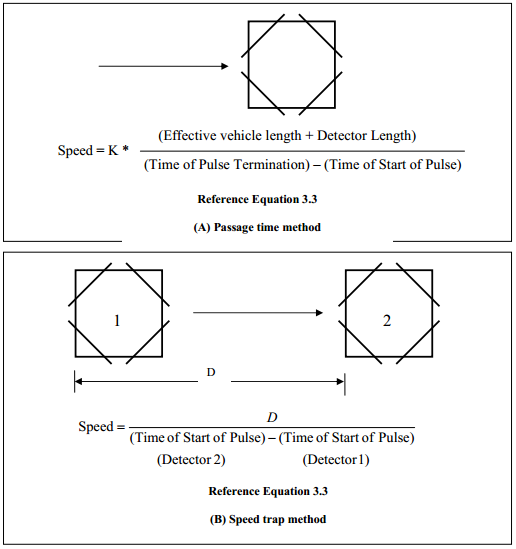 Speed = K * (Effective vehicle length + Detector Length)
(Time of Pulse Termination) – (Time of Start of Pulse)
Reference Equation 3.3
(A) Passage time method
1
2
D
Speed = D
(Time of Start of Pulse) – (Time of Start of Pulse)
(Detector 2) (Detector1)
Reference Equation 3.3
(B) Speed trap method